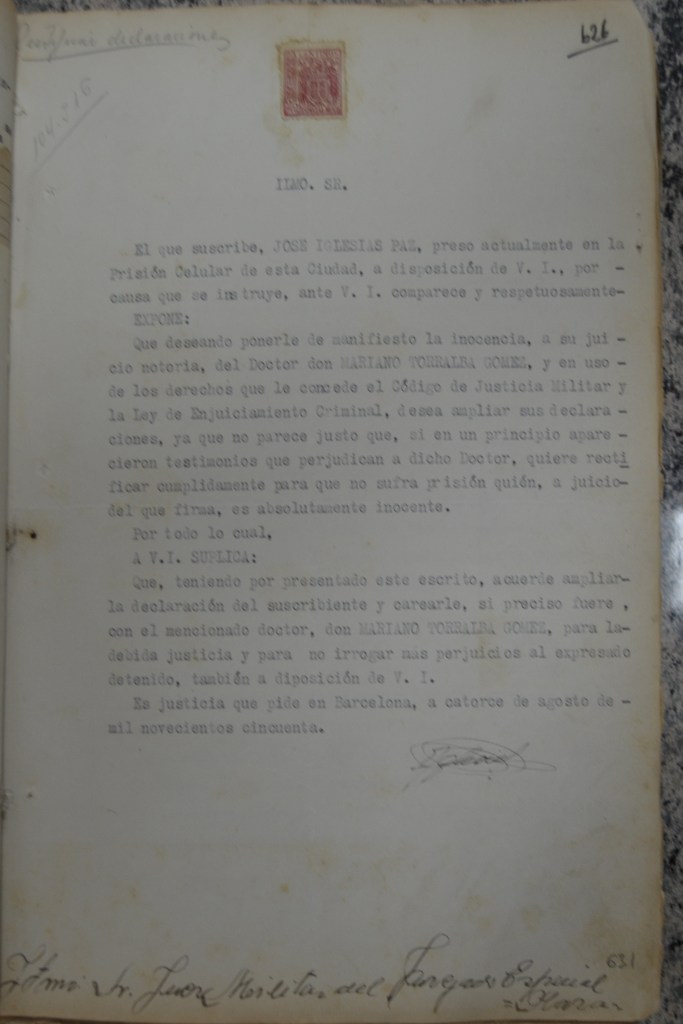 declaraciones
626
104.216
ILMO. SR.
El que suscribe, JOSE IGLESIAS PAZ, preso actualmente en la
Prisión Celular de esta Ciudad, a disposición de V. I., por -
causa que se instruye, ante V. I. comparece y respetuosamente-
EXPONE:
Que deseando ponerle de manifiesto la inocencia, a su jui -
cio notoria, del Doctor don MARIANO TORRALBA GOMEZ, y en uso -
de los derechos que le concede el Código de Justicia Militar y
la Ley de Enjuiciamiento Criminal, desea ampliar sus declara -
ciones, ya que no parece justo que, si en un principio apare -
cieron testimonios que perjudican a dicho Doctor, quiere recti
ficar cumplidamente para que no sufra prisión quién, a juicio-
del que firma, es absolutamente inocente.
Por todo lo cual,
A V.I. SUPLICA:
Que, teniendo por presentado este escrito, acuerde ampliar-
la declaración del suscribiente y carearle, si preciso fuere ,
con el mencionado doctor, don MARIANO TORRALBA GOMEZ, para la-
debida justicia y para no irrogar más perjuicios al expresado
detenido, también a diposición de V. I.
Es justicia que pide en Barcelona, a catorce de agosto de -
mil novecientos cincuenta.
631
Iltmo. Sr. Juez Militar del Juzgado Especial
=Plaza=